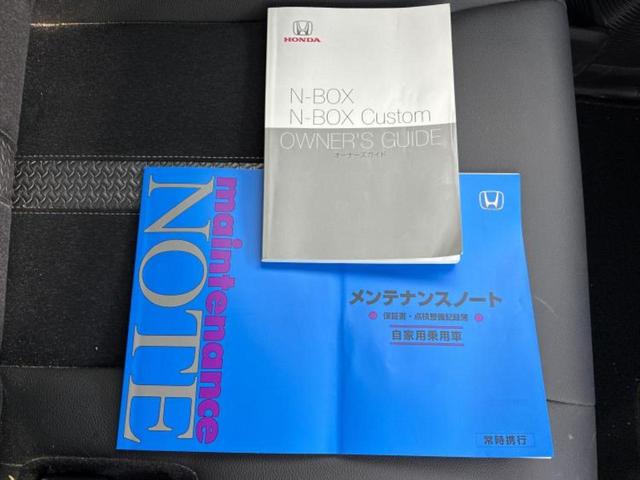 HONDA
N-BOX
N-BOX Custom
OWNER'S GUIDE
オーナーズガイド
maintenance
NOTE
メンテナンスノート
保証書・点検整備記録簿
自家用乗用車
常時携行